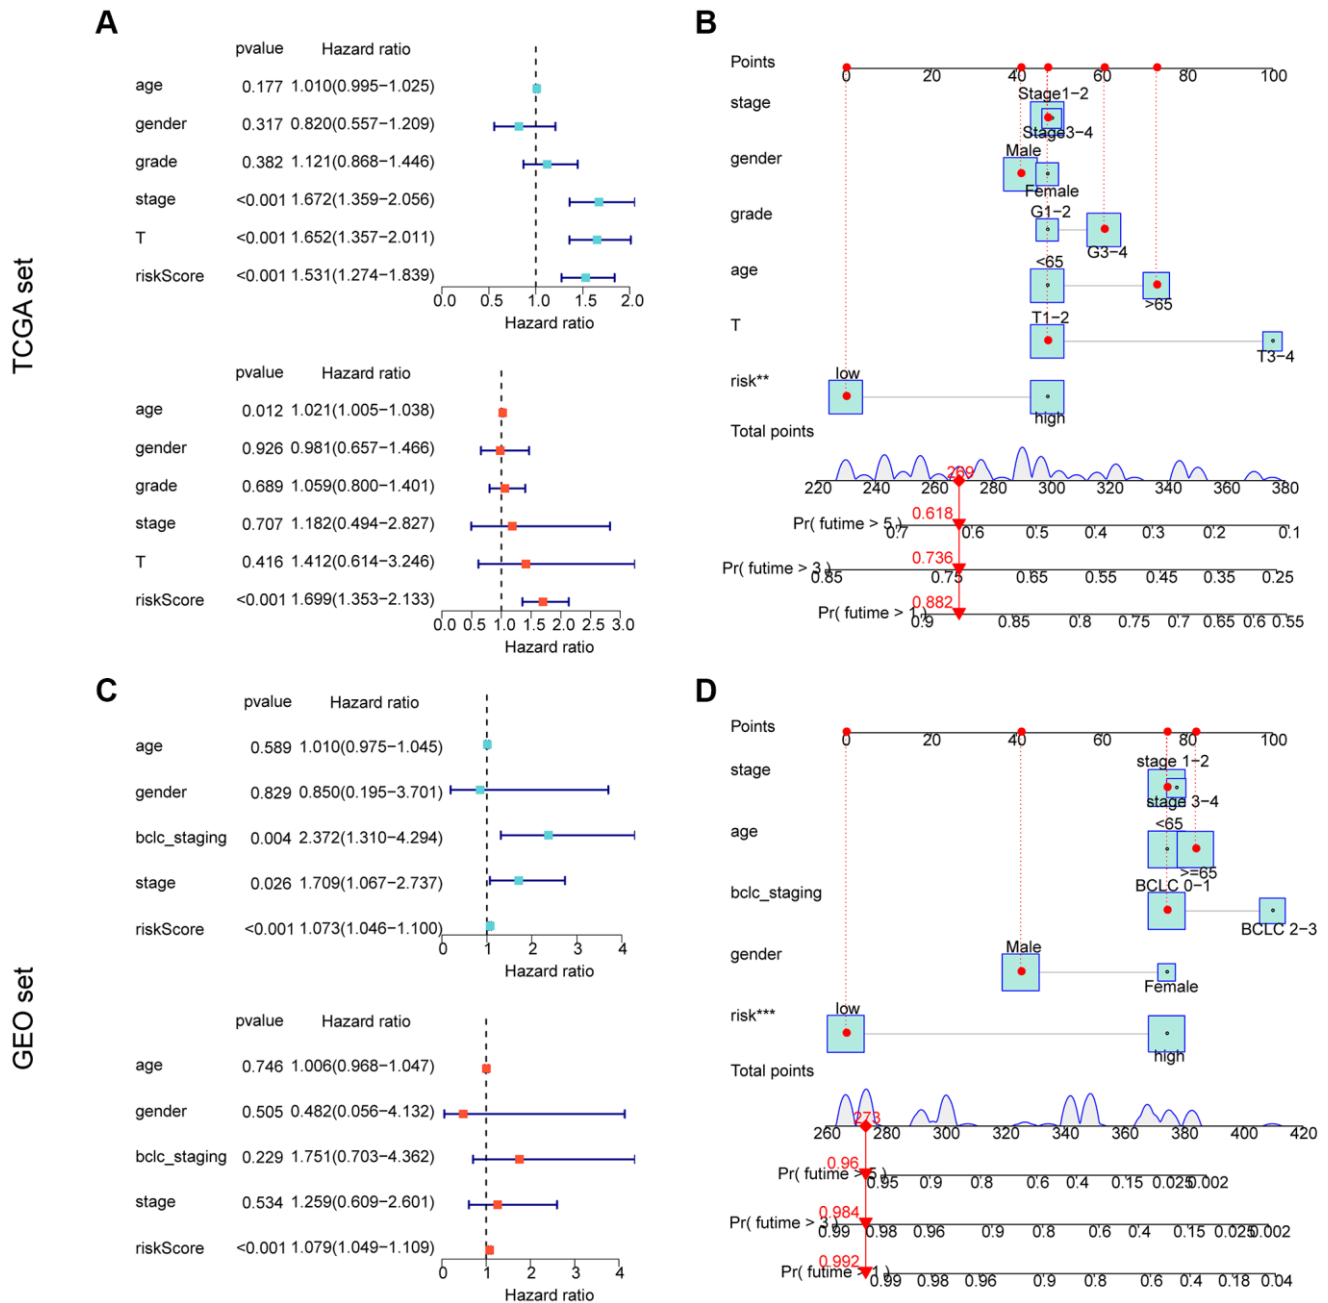 A
pvalue Hazard ratio
age 0.177 1.010(0.995−1.025)
gender 0.317 0.820(0.557−1.209)
grade 0.382 1.121(0.868−1.446)
stage <0.001 1.672(1.359−2.056)
T <0.001 1.652(1.357−2.011)
riskScore <0.001 1.531(1.274−1.839)
0.0 0.5 1.0 1.5 2.0
Hazard ratio
TCGA set
pvalue Hazard ratio
age 0.012 1.021(1.005−1.038)
gender 0.926 0.981(0.657−1.466)
grade 0.689 1.059(0.800−1.401)
stage 0.707 1.182(0.494−2.827)
T 0.416 1.412(0.614−3.246)
riskScore <0.001 1.699(1.353−2.133)
0.0 0.5 1.0 1.5 2.0 2.5 3.0
Hazard ratio
B
Points
0 20 40 60 80 100
stage
Stage1−2
Stage3−4
gender
Male
Female
grade
G1−2
G3−4
age
<65
>65
T
T1−2
T3−4
risk**
low
high
Total points
269
220 240 260 280 300 320 340 360 380
0.618
Pr( futime > 5 )
0.7 0.6 0.5 0.4 0.3 0.2 0.1
0.736
Pr( futime > 3 )
0.85 0.75 0.65 0.55 0.45 0.35 0.25
0.882
Pr( futime > 1 )
0.9 0.85 0.8 0.75 0.7 0.65 0.6 0.55
C
pvalue Hazard ratio
age 0.589 1.010(0.975−1.045)
gender 0.829 0.850(0.195−3.701)
bclc_staging 0.004 2.372(1.310−4.294)
stage 0.026 1.709(1.067−2.737)
riskScore <0.001 1.073(1.046−1.100)
0 1 2 3 4
Hazard ratio
GEO set
pvalue Hazard ratio
age 0.746 1.006(0.968−1.047)
gender 0.505 0.482(0.056−4.132)
bclc_staging 0.229 1.751(0.703−4.362)
stage 0.534 1.259(0.609−2.601)
riskScore <0.001 1.079(1.049−1.109)
0 1 2 3 4
Hazard ratio
D
Points
0 20 40 60 80 100
stage
stage 1−2
stage 3−4
age
<65
>=65
bclc_staging
BCLC 0−1
BCLC 2−3
gender
Male
Female
risk***
low
high
Total points
273
260 280 300 320 340 360 380 400 420
0.96
Pr( futime > 5 )
0.95 0.9 0.8 0.6 0.4 0.15 0.025 0.002
0.984
Pr( futime > 3 )
0.99 0.98 0.96 0.9 0.8 0.6 0.4 0.15 0.025 0.002
0.992
Pr( futime > 1 )
0.99 0.98 0.96 0.9 0.8 0.6 0.4 0.18 0.04